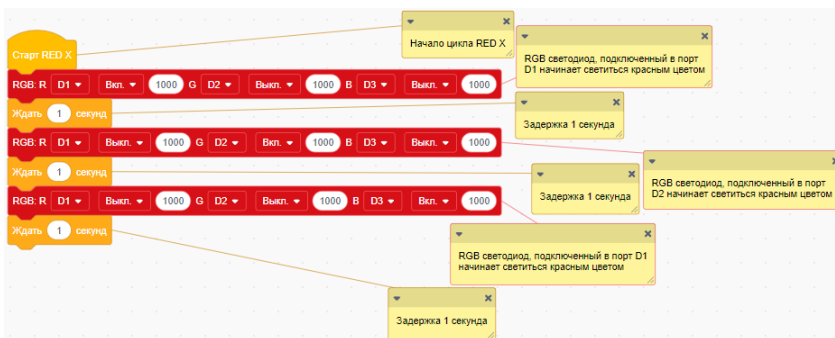 Начало цикла RED X
Старт RED X
RGB светодиод, подключенный в порт
D1 начинает светиться красным цветом
RGB: R D1 Вкл. 1000 G D2 Выкл. 1000 B D3 Выкл. 1000
Ждать 1 секунд
Задержка 1 секунда
RGB: R D1 Выкл. 1000 G D2 Вкл. 1000 B D3 Выкл. 1000
Ждать 1 секунд
Задержка 1 секунда
RGB светодиод, подключенный в порт
D2 начинает светиться красным цветом
RGB: R D1 Выкл. 1000 G D2 Выкл. 1000 B D3 Вкл. 1000
Ждать 1 секунд
RGB светодиод, подключенный в порт D1
начинает светиться красным цветом
Задержка 1 секунда